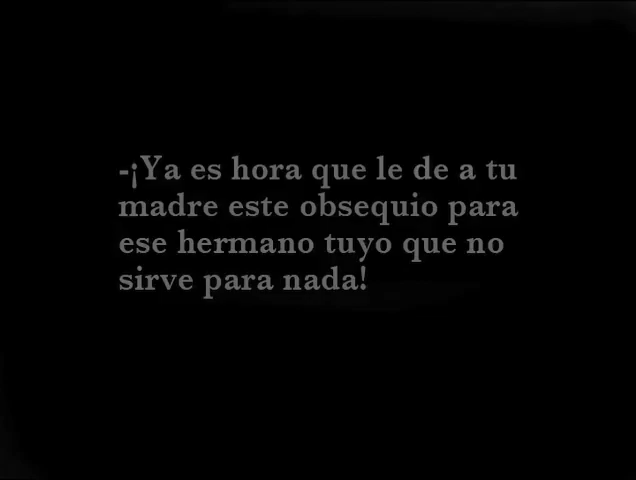 -¡Ya es hora que le de a tu
madre este obsequio para
ese hermano tuyo que no
sirve para nada!